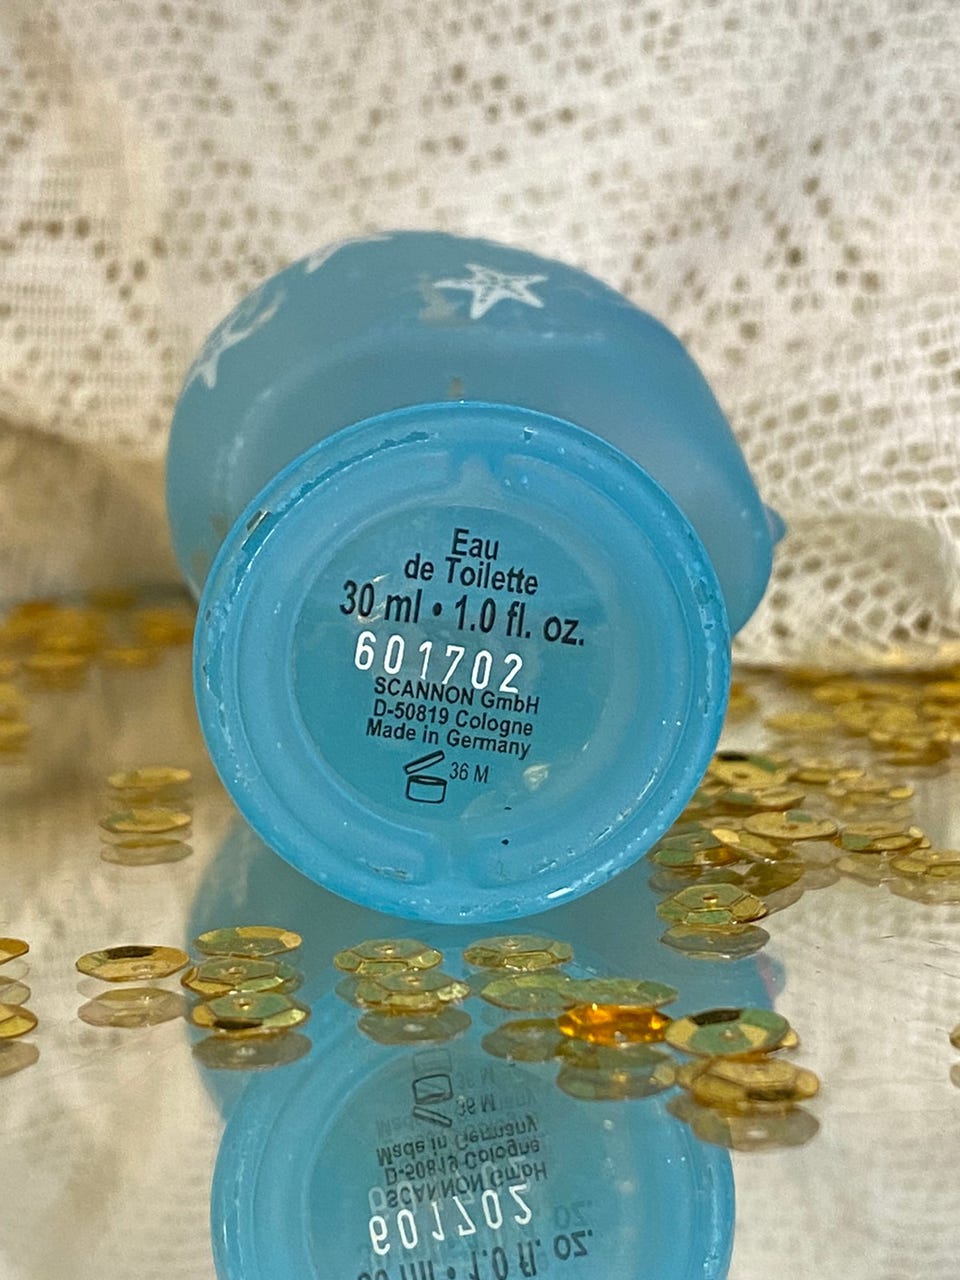 Eau
de Toilette
30 ml • 1.0 fl. oz.
601702
SCANNON GmbH
D-50819 Cologne
Made in Germany
36 M